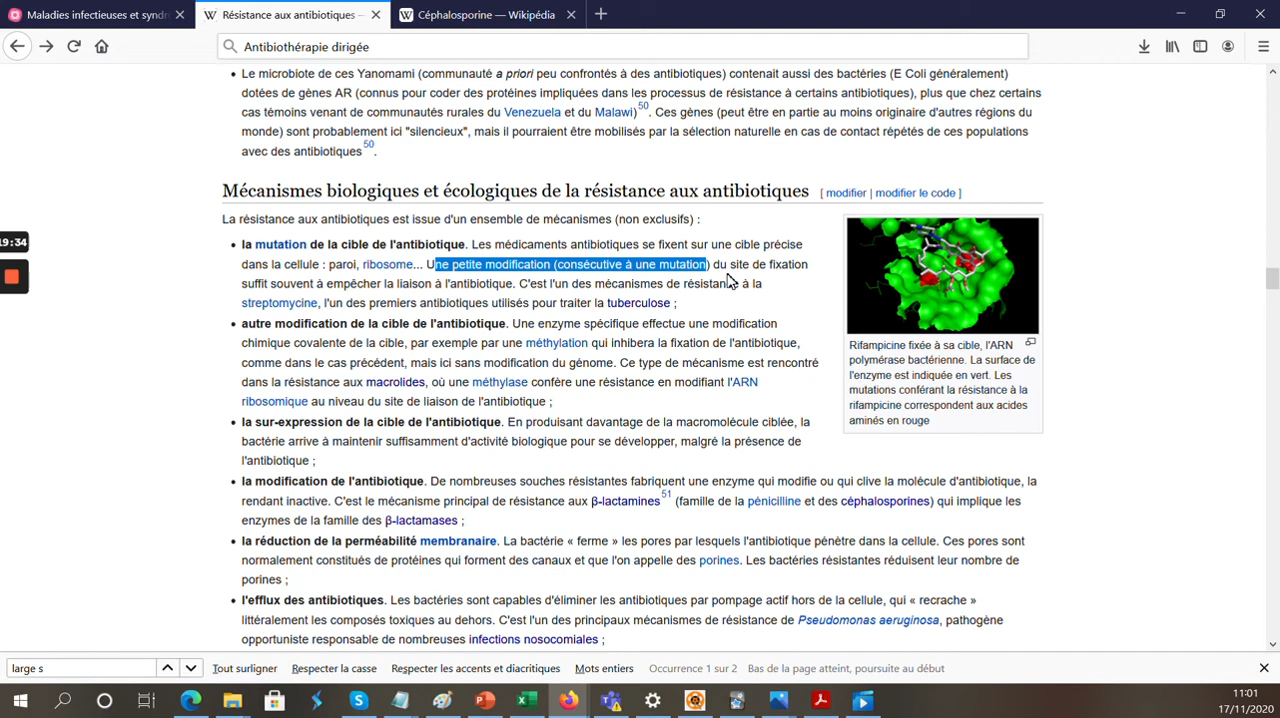 Maladies infectieuses et syndr
Résistance aux antibiotiques —
Céphalosporine — Wikipédia
Antibiothérapie dirigée
• Le microbiote de ces Yanomami (communauté a priori peu confrontés à des antibiotiques) contenait aussi des bactéries (E Coli généralement)
dotées de gènes AR (connus pour coder des protéines impliquées dans les processus de résistance à certains antibiotiques), plus que chez certains
cas témoins venant de communautés rurales du Venezuela et du Malawi)50. Ces gènes (peut être en partie au moins originaire d'autres régions du
monde) sont probablement ici "silencieux", mais il pourraient être mobilisés par la sélection naturelle en cas de contact répétés de ces populations
avec des antibiotiques 50.
Mécanismes biologiques et écologiques de la résistance aux antibiotiques [ modifier | modifier le code ]
La résistance aux antibiotiques est issue d'un ensemble de mécanismes (non exclusifs) :
• la mutation de la cible de l'antibiotique. Les médicaments antibiotiques se fixent sur une cible précise
dans la cellule : paroi, ribosome... Une petite modification (consécutive à une mutation) du site de fixation
suffit souvent à empêcher la liaison à l'antibiotique. C'est l'un des mécanismes de résistance à la
streptomycine, l'un des premiers antibiotiques utilisés pour traiter la tuberculose ;
• autre modification de la cible de l'antibiotique. Une enzyme spécifique effectue une modification
chimique covalente de la cible, par exemple par une méthylation qui inhibera la fixation de l'antibiotique,
comme dans le cas précédent, mais ici sans modification du génome. Ce type de mécanisme est rencontré
dans la résistance aux macrolides, où une méthylase confère une résistance en modifiant l'ARN
ribosomique au niveau du site de liaison de l'antibiotique ;
• la sur-expression de la cible de l'antibiotique. En produisant davantage de la macromolécule ciblée, la
bactérie arrive à maintenir suffisamment d'activité biologique pour se développer, malgré la présence de
l'antibiotique ;
• la modification de l'antibiotique. De nombreuses souches résistantes fabriquent une enzyme qui modifie ou qui clive la molécule d'antibiotique, la
rendant inactive. C'est le mécanisme principal de résistance aux β-lactamines51 (famille de la pénicilline et des céphalosporines) qui implique les
enzymes de la famille des β-lactamases ;
• la réduction de la perméabilité membranaire. La bactérie « ferme » les pores par lesquels l'antibiotique pénètre dans la cellule. Ces pores sont
normalement constitués de protéines qui forment des canaux et que l'on appelle des porines. Les bactéries résistantes réduisent leur nombre de
porines ;
• l'efflux des antibiotiques. Les bactéries sont capables d'éliminer les antibiotiques par pompage actif hors de la cellule, qui « recrache »
littéralement les composés toxiques au dehors. C'est l'un des principaux mécanismes de résistance de Pseudomonas aeruginosa, pathogène
opportuniste responsable de nombreuses infections nosocomiales ;
Rifampicine fixée à sa cible, l'ARN
polymérase bactérienne. La surface de
l'enzyme est indiquée en vert. Les
mutations conférant la résistance à la
rifampicine correspondent aux acides
aminés en rouge
19:34
large s
Tout surligner Respecter la casse Respecter les accents et diacritiques Mots entiers Occurrence 1 sur 2 Bas de la page atteint, poursuite au début
11:01
17/11/2020